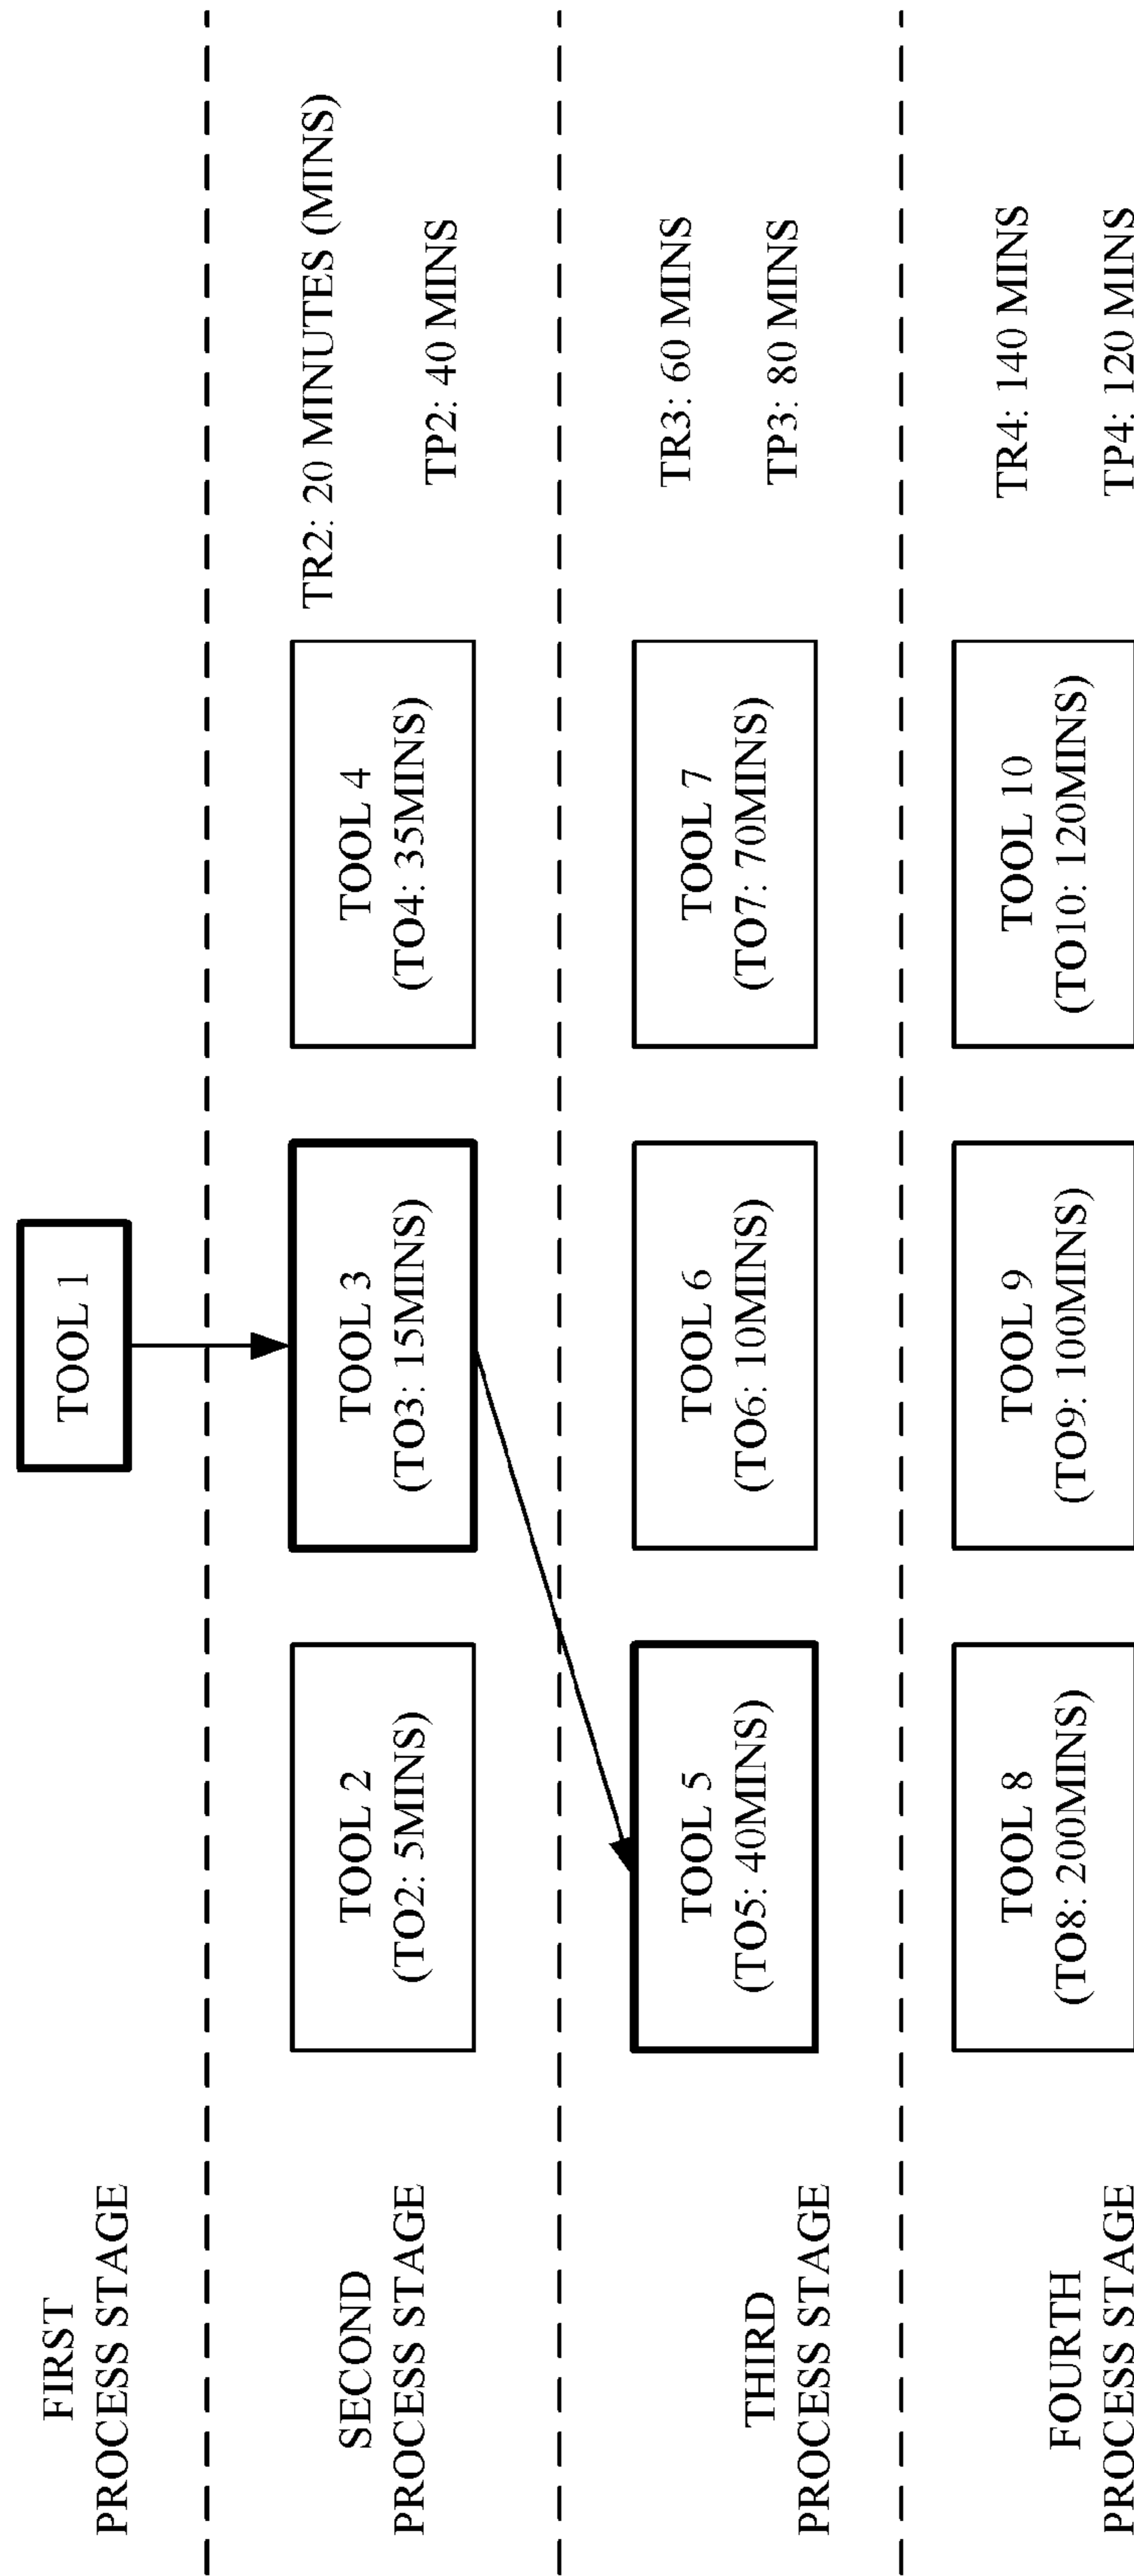 FIRST
PROCESS STAGE
TOOL 1
SECOND
PROCESS STAGE
TOOL 2
(TO2: 5MINS)
TOOL 3
(TO3: 15MINS)
TOOL 4
(TO4: 35MINS)
TR2: 20 MINUTES (MINS)
TP2: 40 MINS
THIRD
PROCESS STAGE
TOOL 5
(TO5: 40MINS)
TOOL 6
(TO6: 10MINS)
TOOL 7
(TO7: 70MINS)
TR3: 60 MINS
TP3: 80 MINS
FOURTH
PROCESS STAGE
TOOL 8
(TO8: 200MINS)
TOOL 9
(TO9: 100MINS)
TOOL 10
(TO10: 120MINS)
TR4: 140 MINS
TP4: 120 MINS